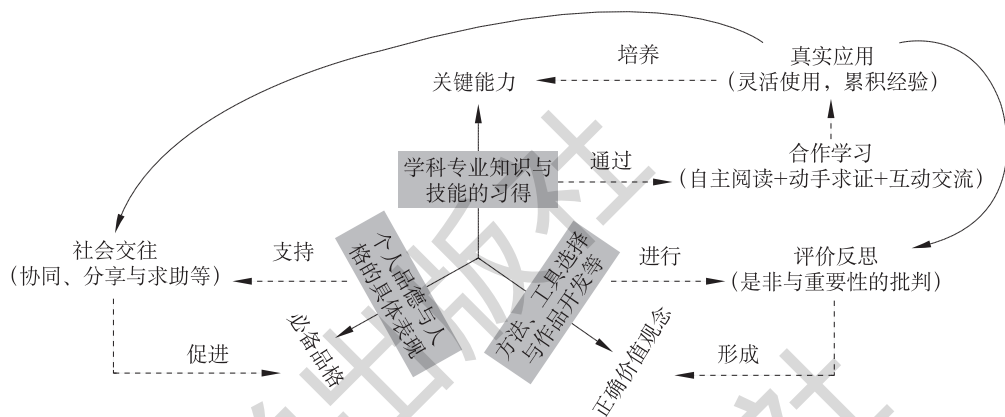 真实应用
（灵活使用，累积经验）
培养
关键能力
合作学习
（自主阅读+动手求证+互动交流）
学科专业知识与
技能的习得
通过
社会交往
（协同、分享与求助等）
支持
个人品德与人
格的具体表现
方法、工具选择
与作品开发等
进行
评价反思
（是非与重要性的批判）
必备品格
正确价值观念
促进
形成
出版社